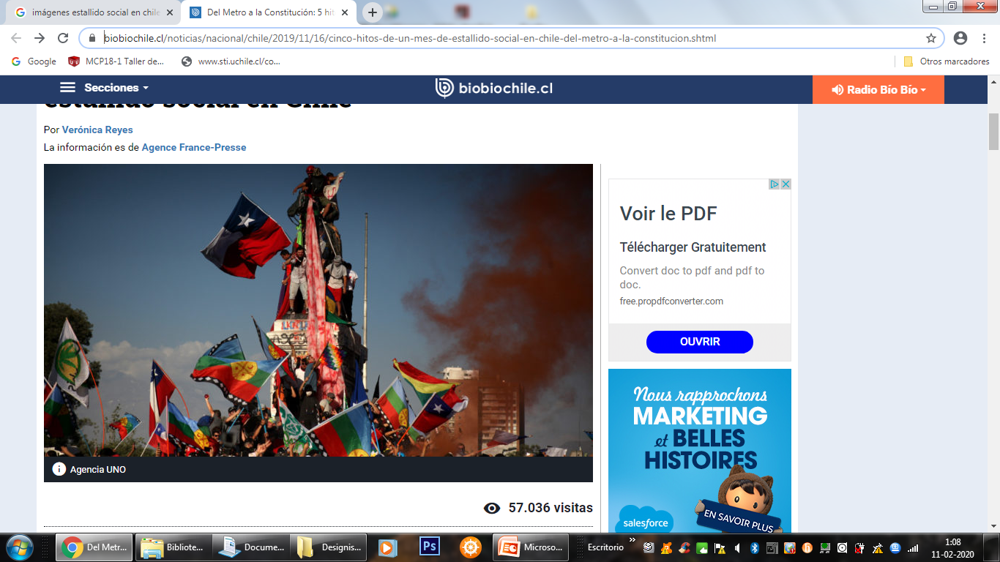 imágenes estallido social en chile
Del Metro a la Constitución: 5 hit
biobiochile.cl/noticias/nacional/chile/2019/11/16/cinco-hitos-de-un-mes-de-estallido-social-en-chile-del-metro-a-la-constitucion.shtml
Google
MCP18-1 Taller de...
www.sti.uchile.cl/co...
Otros marcadores
Secciones
biobiochile.cl
Radio Bío Bío
estallido social en Chile
Por Verónica Reyes
La información es de Agence France-Presse
Agencia UNO
57.036 visitas
Voir le PDF
Télécharger Gratuitement
Convert doc to pdf and pdf to
doc.
free.propdfconverter.com
OUVRIR
Nous rapprochons
MARKETING
et BELLES
HISTOIRES
salesforce
EN SAVOIR PLUS
Del Metr...
Bibliote...
Docume...
Designis...
Ps
Microso...
Escritorio
1:08
11-02-2020